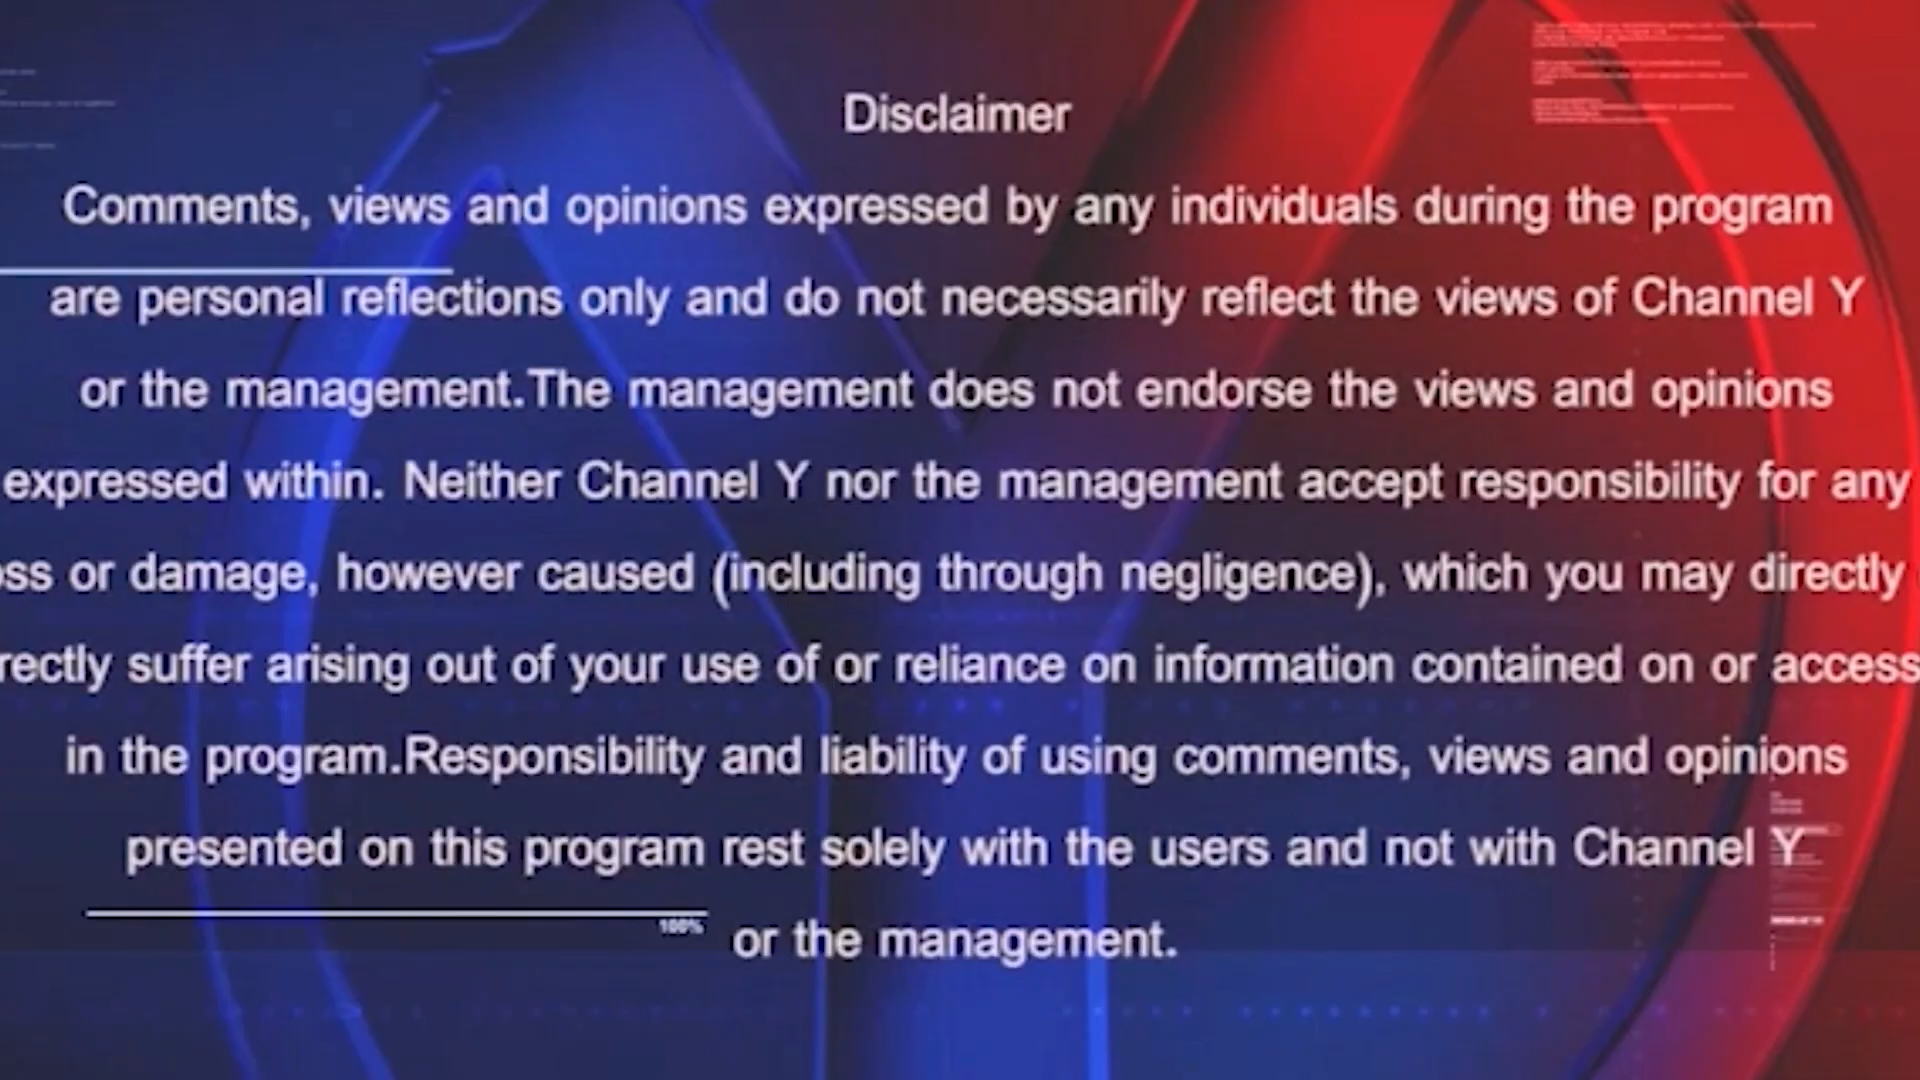 Disclaimer
Comments, views and opinions expressed by any individuals during the program
are personal reflections only and do not necessarily reflect the views of Channel Y
or the management.The management does not endorse the views and opinions
expressed within. Neither Channel Y nor the management accept responsibility for any
oss or damage, however caused (including through negligence), which you may directly
rectly suffer arising out of your use of or reliance on information contained on or access
in the program.Responsibility and liability of using comments, views and opinions
presented on this program rest solely with the users and not with Channel Y
100%
or the management.